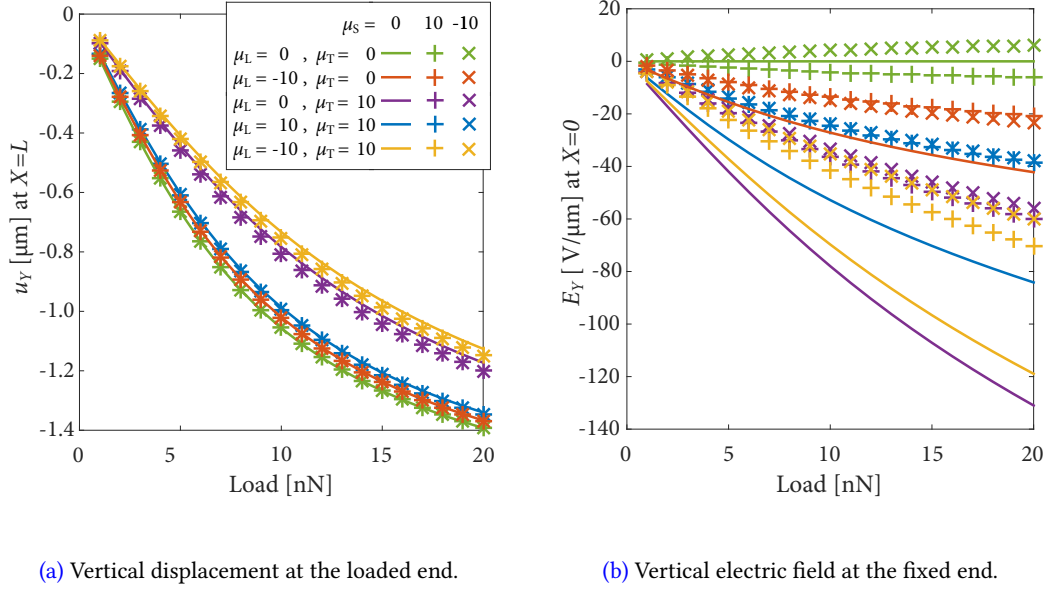 0
-0.2
-0.4
-0.6
-0.8
-1.0
-1.2
-1.4
u_Y [μm] at X=L
0 5 10 15 20
Load [nN]
μ_S = 0 10 -10
μ_L = 0 , μ_T = 0
μ_L = -10 , μ_T = 0
μ_L = 0 , μ_T = 10
μ_L = 10 , μ_T = 10
μ_L = -10 , μ_T = 10
(a) Vertical displacement at the loaded end.
20
0
-20
-40
-60
-80
-100
-120
-140
E_Y [ V/μm] at X=0
0 5 10 15 20
Load [nN]
(b) Vertical electric field at the fixed end.